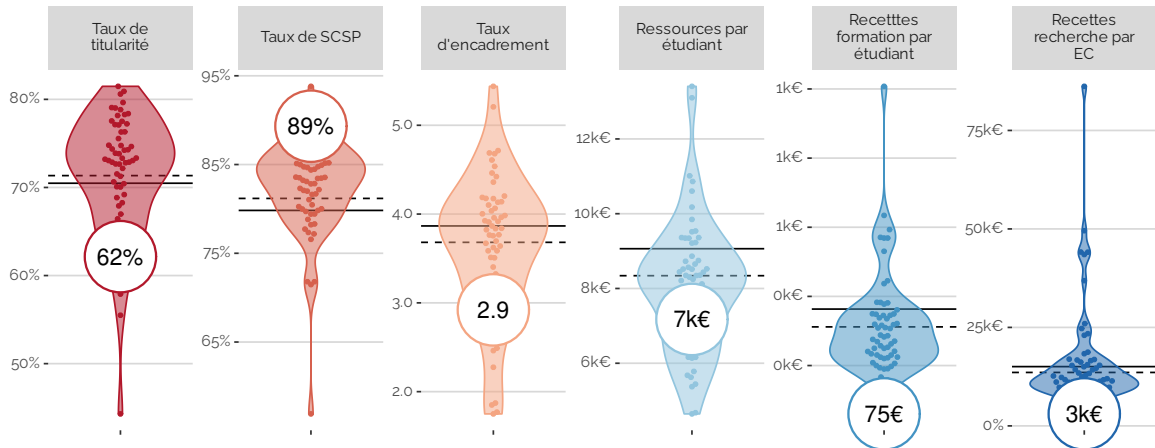 Taux de
titularité
80%
70%
60%
50%
62%
Taux de SCSP
95%
85%
75%
65%
89%
Taux
d'encadrement
5.0
4.0
3.0
2.0
2.9
Ressources par
étudiant
12k€
10k€
8k€
6k€
7k€
Recetttes
formation par
étudiant
1k€
1k€
1k€
0k€
0k€
75€
Recettes
recherche par
EC
75k€
50k€
25k€
0%
3k€